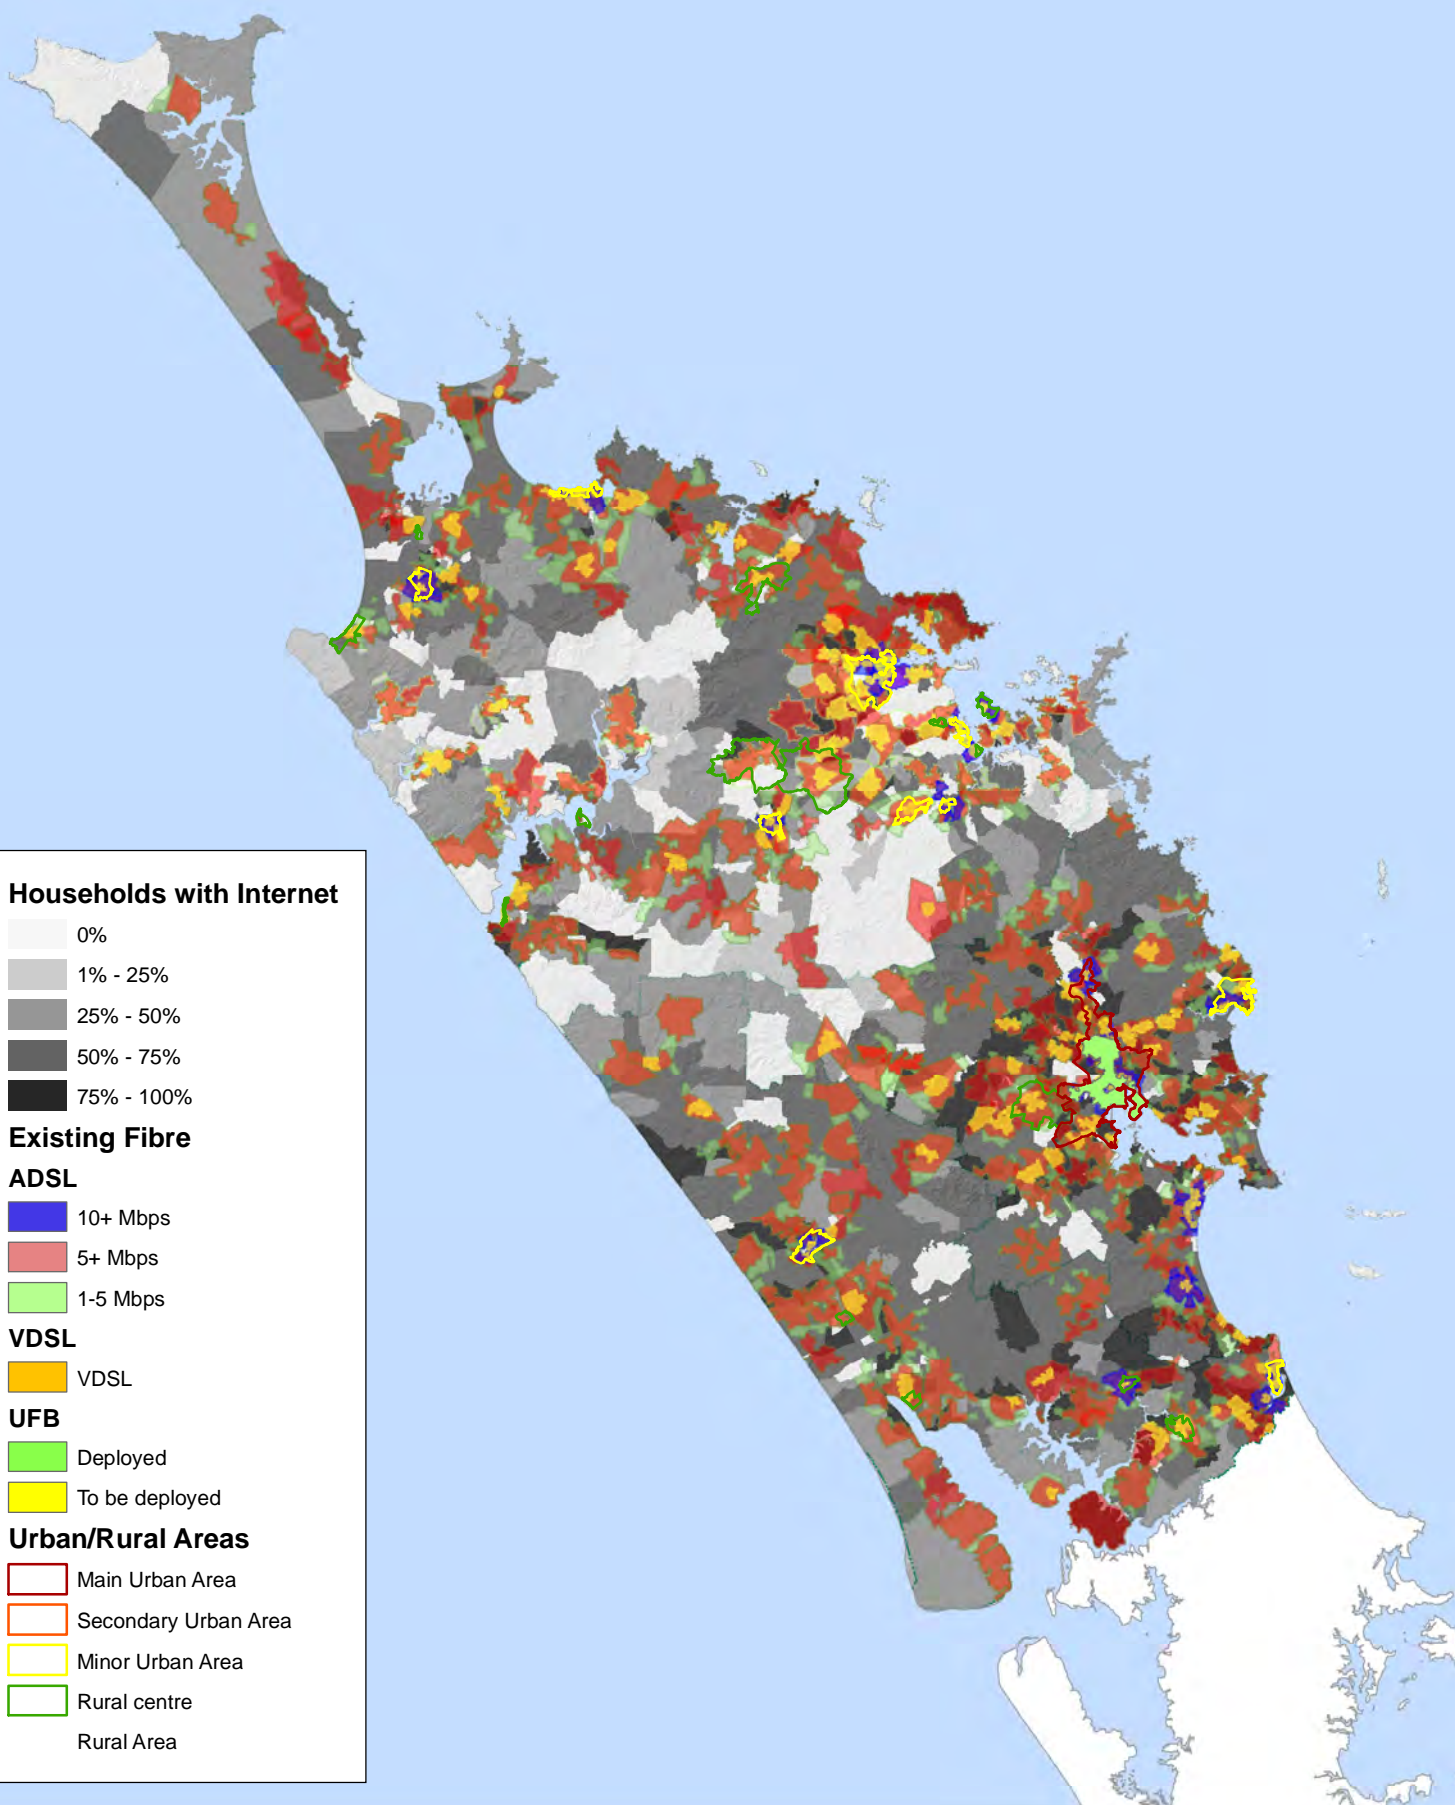 Households with Internet
0%
1% - 25%
25% - 50%
50% - 75%
75% - 100%
Existing Fibre
ADSL
10+ Mbps
5+ Mbps
1-5 Mbps
VDSL
VDSL
UFB
Deployed
To be deployed
Urban/Rural Areas
Main Urban Area
Secondary Urban Area
Minor Urban Area
Rural centre
Rural Area